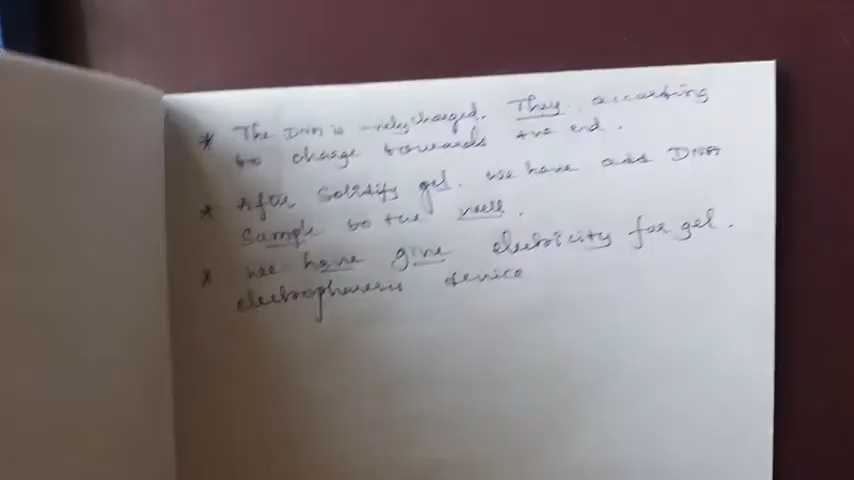 * The DNA is -vely charged. They according
to charge towards +ve end.
* After Solidify gel. we have add DNA
Sample to the well.
* we have give electricity for gel.
electrophoresis device